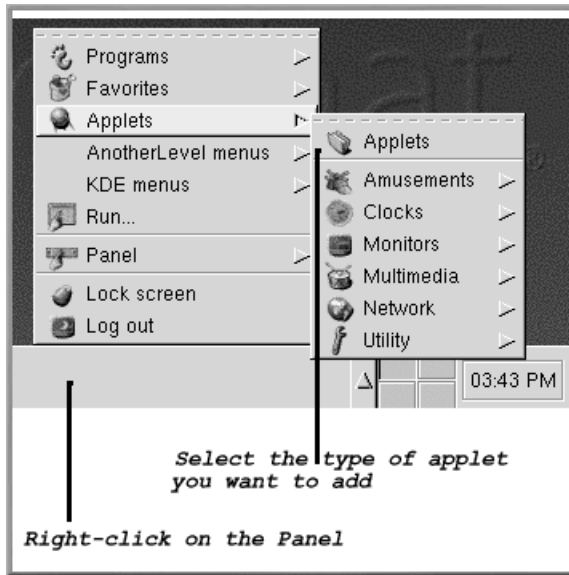 Programs
Favorites
Applets
AnotherLevel menus
KDE menus
Run...
Panel
Lock screen
Log out
Applets
Amusements
Clocks
Monitors
Multimedia
Network
Utility
03:43 PM
Select the type of applet
you want to add
Right-click on the Panel